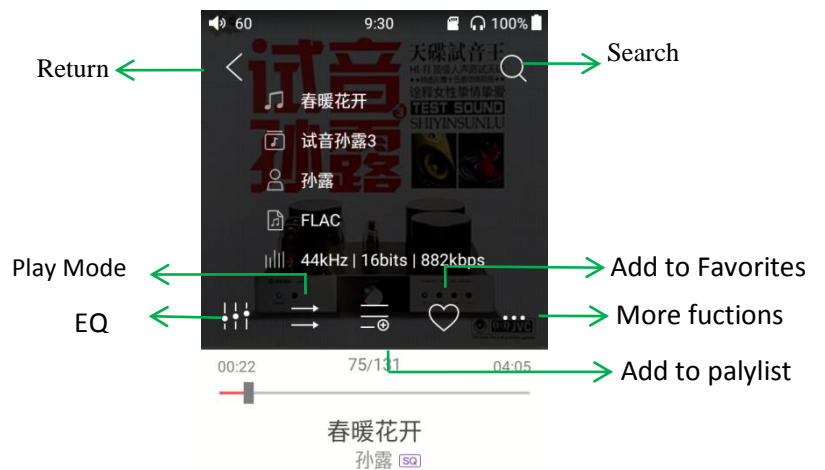 60 9:30 100%
Return
Search
试音
孙露
3
天碟試音王
TEST SOUND
SHIYINSUNLU
春暖花开
试音孙露3
孙露
FLAC
44kHz | 16bits | 882kbps
Play Mode
Add to Favorites
EQ
More fuctions
Add to palylist
00:22 75/131 04:05
春暖花开
孙露 SQ